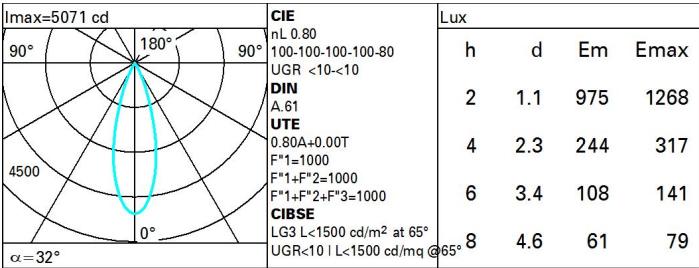 Imax=5071 cd
90°
180°
90°
4500
0°
α=32°
CIE
nL 0.80
100-100-100-100-80
UGR <10-<10
DIN
A.61
UTE
0.80A+0.00T
F"1=1000
F"1+F"2=1000
F"1+F"2+F"3=1000
CIBSE
LG3 L<1500 cd/m² at 65°
UGR<10 | L<1500 cd/mq @65°
Lux
h d Em Emax
2 1.1 975 1268
4 2.3 244 317
6 3.4 108 141
8 4.6 61 79